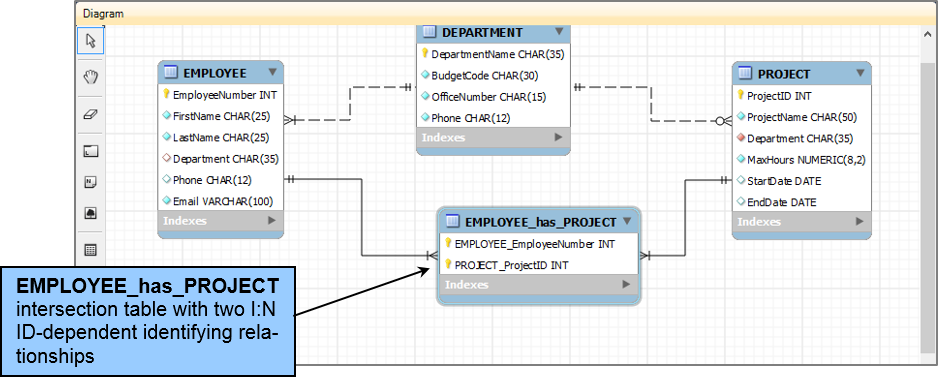 Diagram
DEPARTMENT
DepartmentName CHAR(35)
BudgetCode CHAR(30)
OfficeNumber CHAR(15)
Phone CHAR(12)
Indexes
EMPLOYEE
EmployeeNumber INT
FirstName CHAR(25)
LastName CHAR(25)
Department CHAR(35)
Phone CHAR(12)
Email VARCHAR(100)
Indexes
PROJECT
ProjectID INT
ProjectName CHAR(50)
Department CHAR(35)
MaxHours NUMERIC(8,2)
StartDate DATE
EndDate DATE
Indexes
EMPLOYEE_has_PROJECT
EMPLOYEE_EmployeeNumber INT
PROJECT_ProjectID INT
Indexes
EMPLOYEE_has_PROJECT
intersection table with two I:N
ID-dependent identifying rela-
tionships